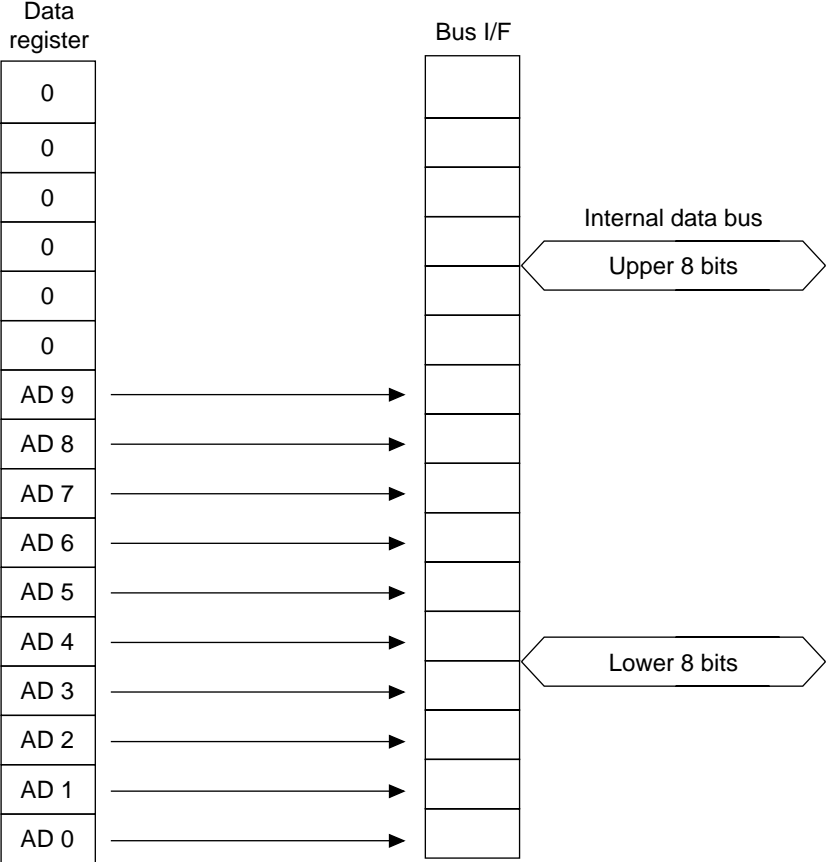 Data
register
Bus I/F
0
0
0
0
0
0
AD 9
AD 8
AD 7
AD 6
AD 5
AD 4
AD 3
AD 2
AD 1
AD 0
Internal data bus
Upper 8 bits
Lower 8 bits